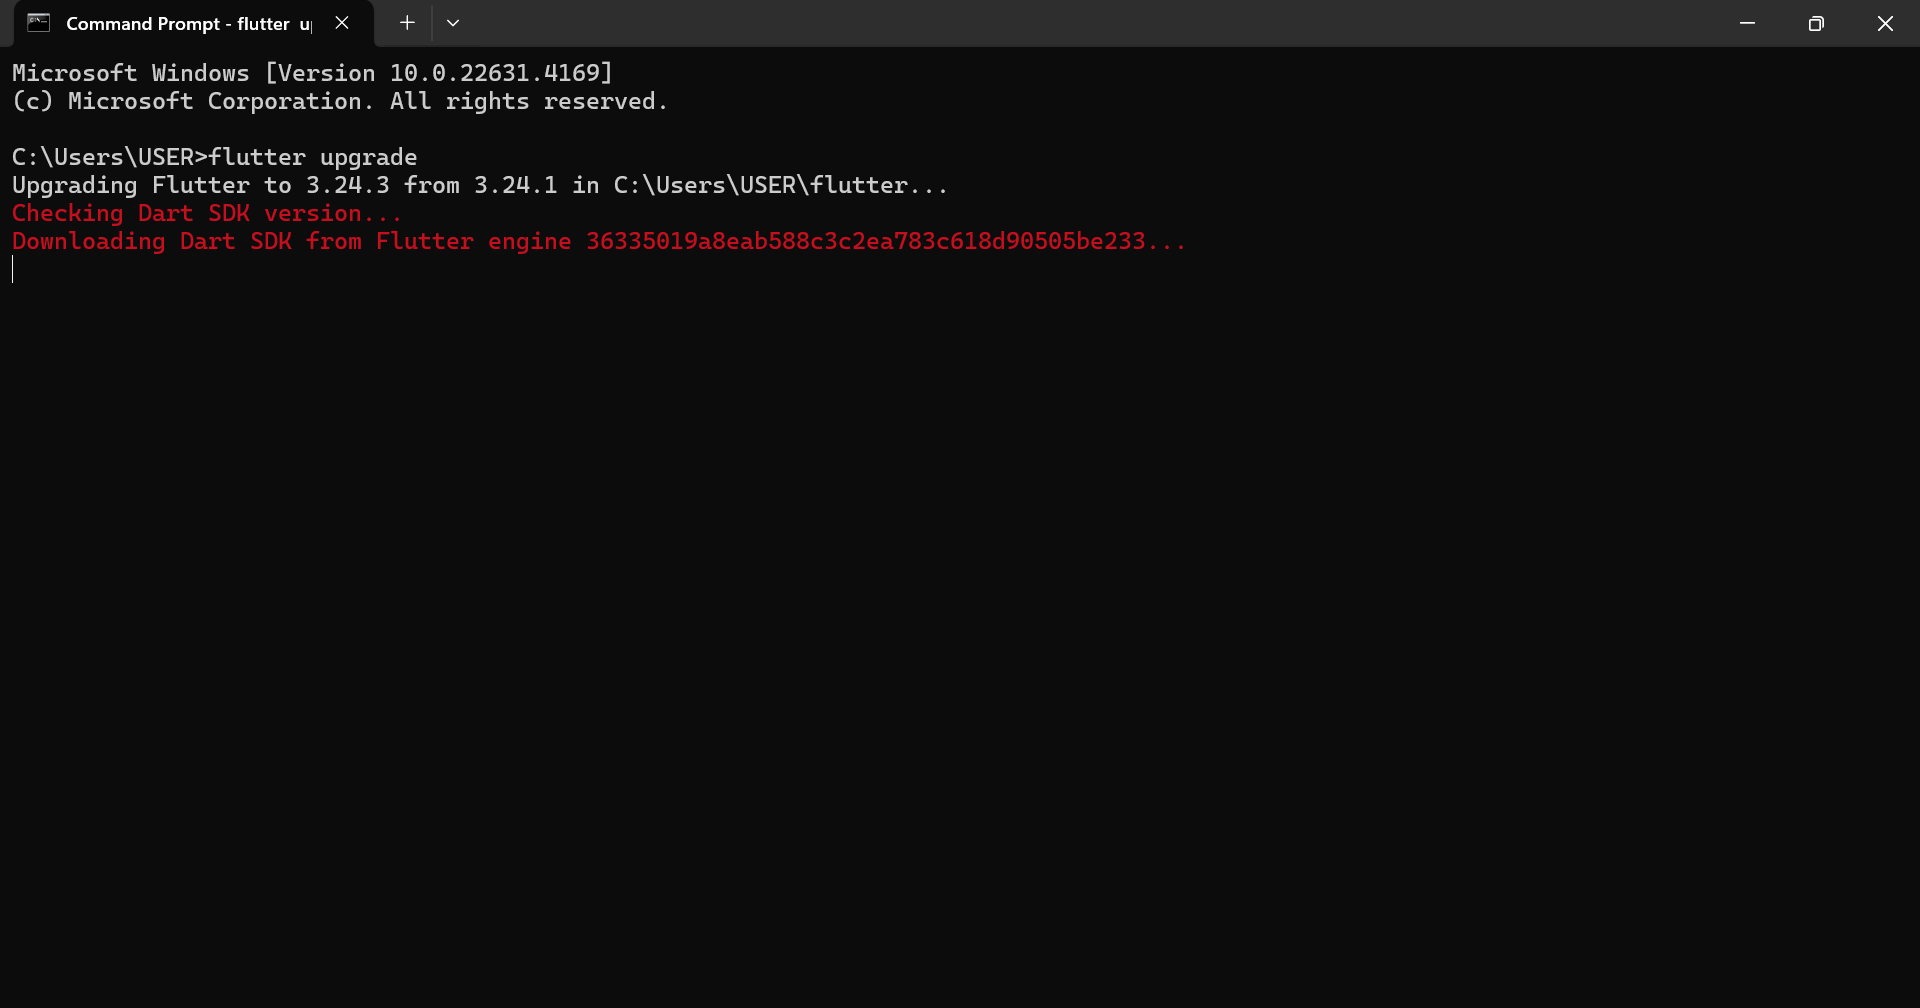 Command Prompt - flutter u
Microsoft Windows [Version 10.0.22631.4169]
(c) Microsoft Corporation. All rights reserved.
C:\Users\USER>flutter upgrade
Upgrading Flutter to 3.24.3 from 3.24.1 in C:\Users\USER\flutter...
Checking Dart SDK version...
Downloading Dart SDK from Flutter engine 36335019a8eab588c3c2ea783c618d90505be233...